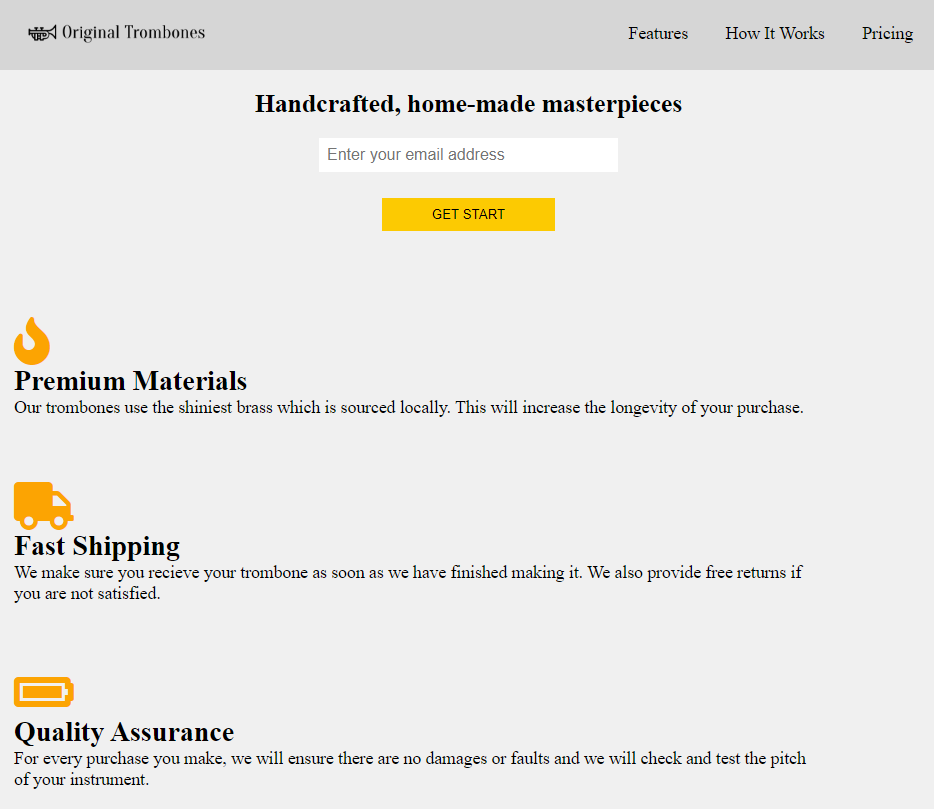 Original Trombones
Features
How It Works
Pricing
Handcrafted, home-made masterpieces
Enter your email address
GET START
Premium Materials
Our trombones use the shiniest brass which is sourced locally. This will increase the longevity of your purchase.
Fast Shipping
We make sure you recieve your trombone as soon as we have finished making it. We also provide free returns if
you are not satisfied.
Quality Assurance
For every purchase you make, we will ensure there are no damages or faults and we will check and test the pitch
of your instrument.